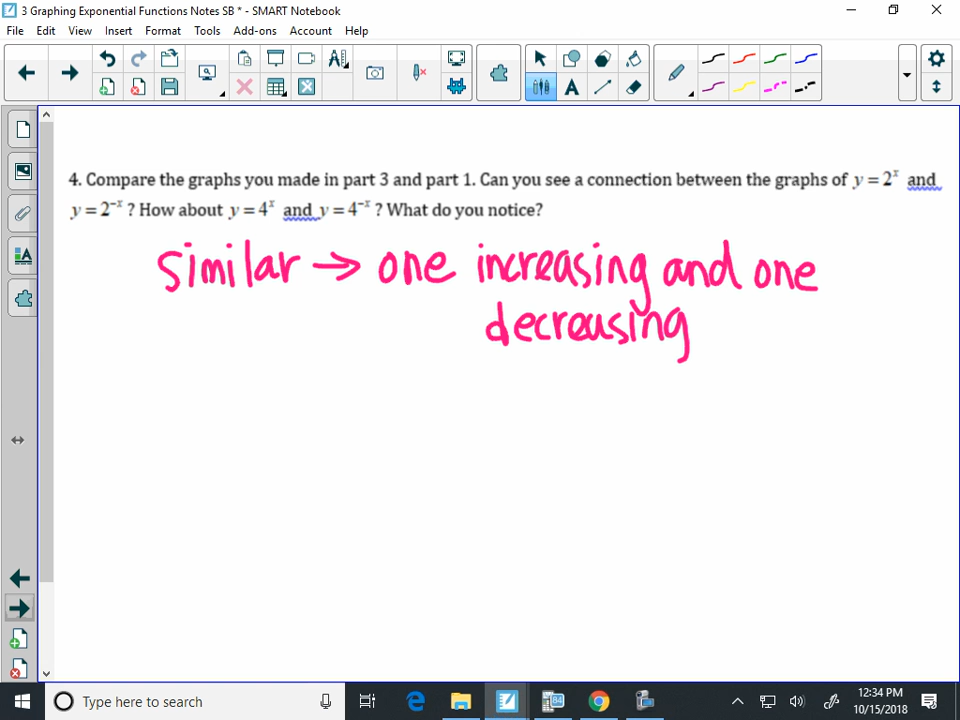 3 Graphing Exponential Functions Notes SB * - SMART Notebook
File Edit View Insert Format Tools Add-ons Account Help
4. Compare the graphs you made in part 3 and part 1. Can you see a connection between the graphs of y = 2ˣ and
y = 2⁻ˣ ? How about y = 4ˣ and y = 4⁻ˣ ? What do you notice?
similar → one increasing and one
decreasing
Type here to search
12:34 PM
10/15/2018